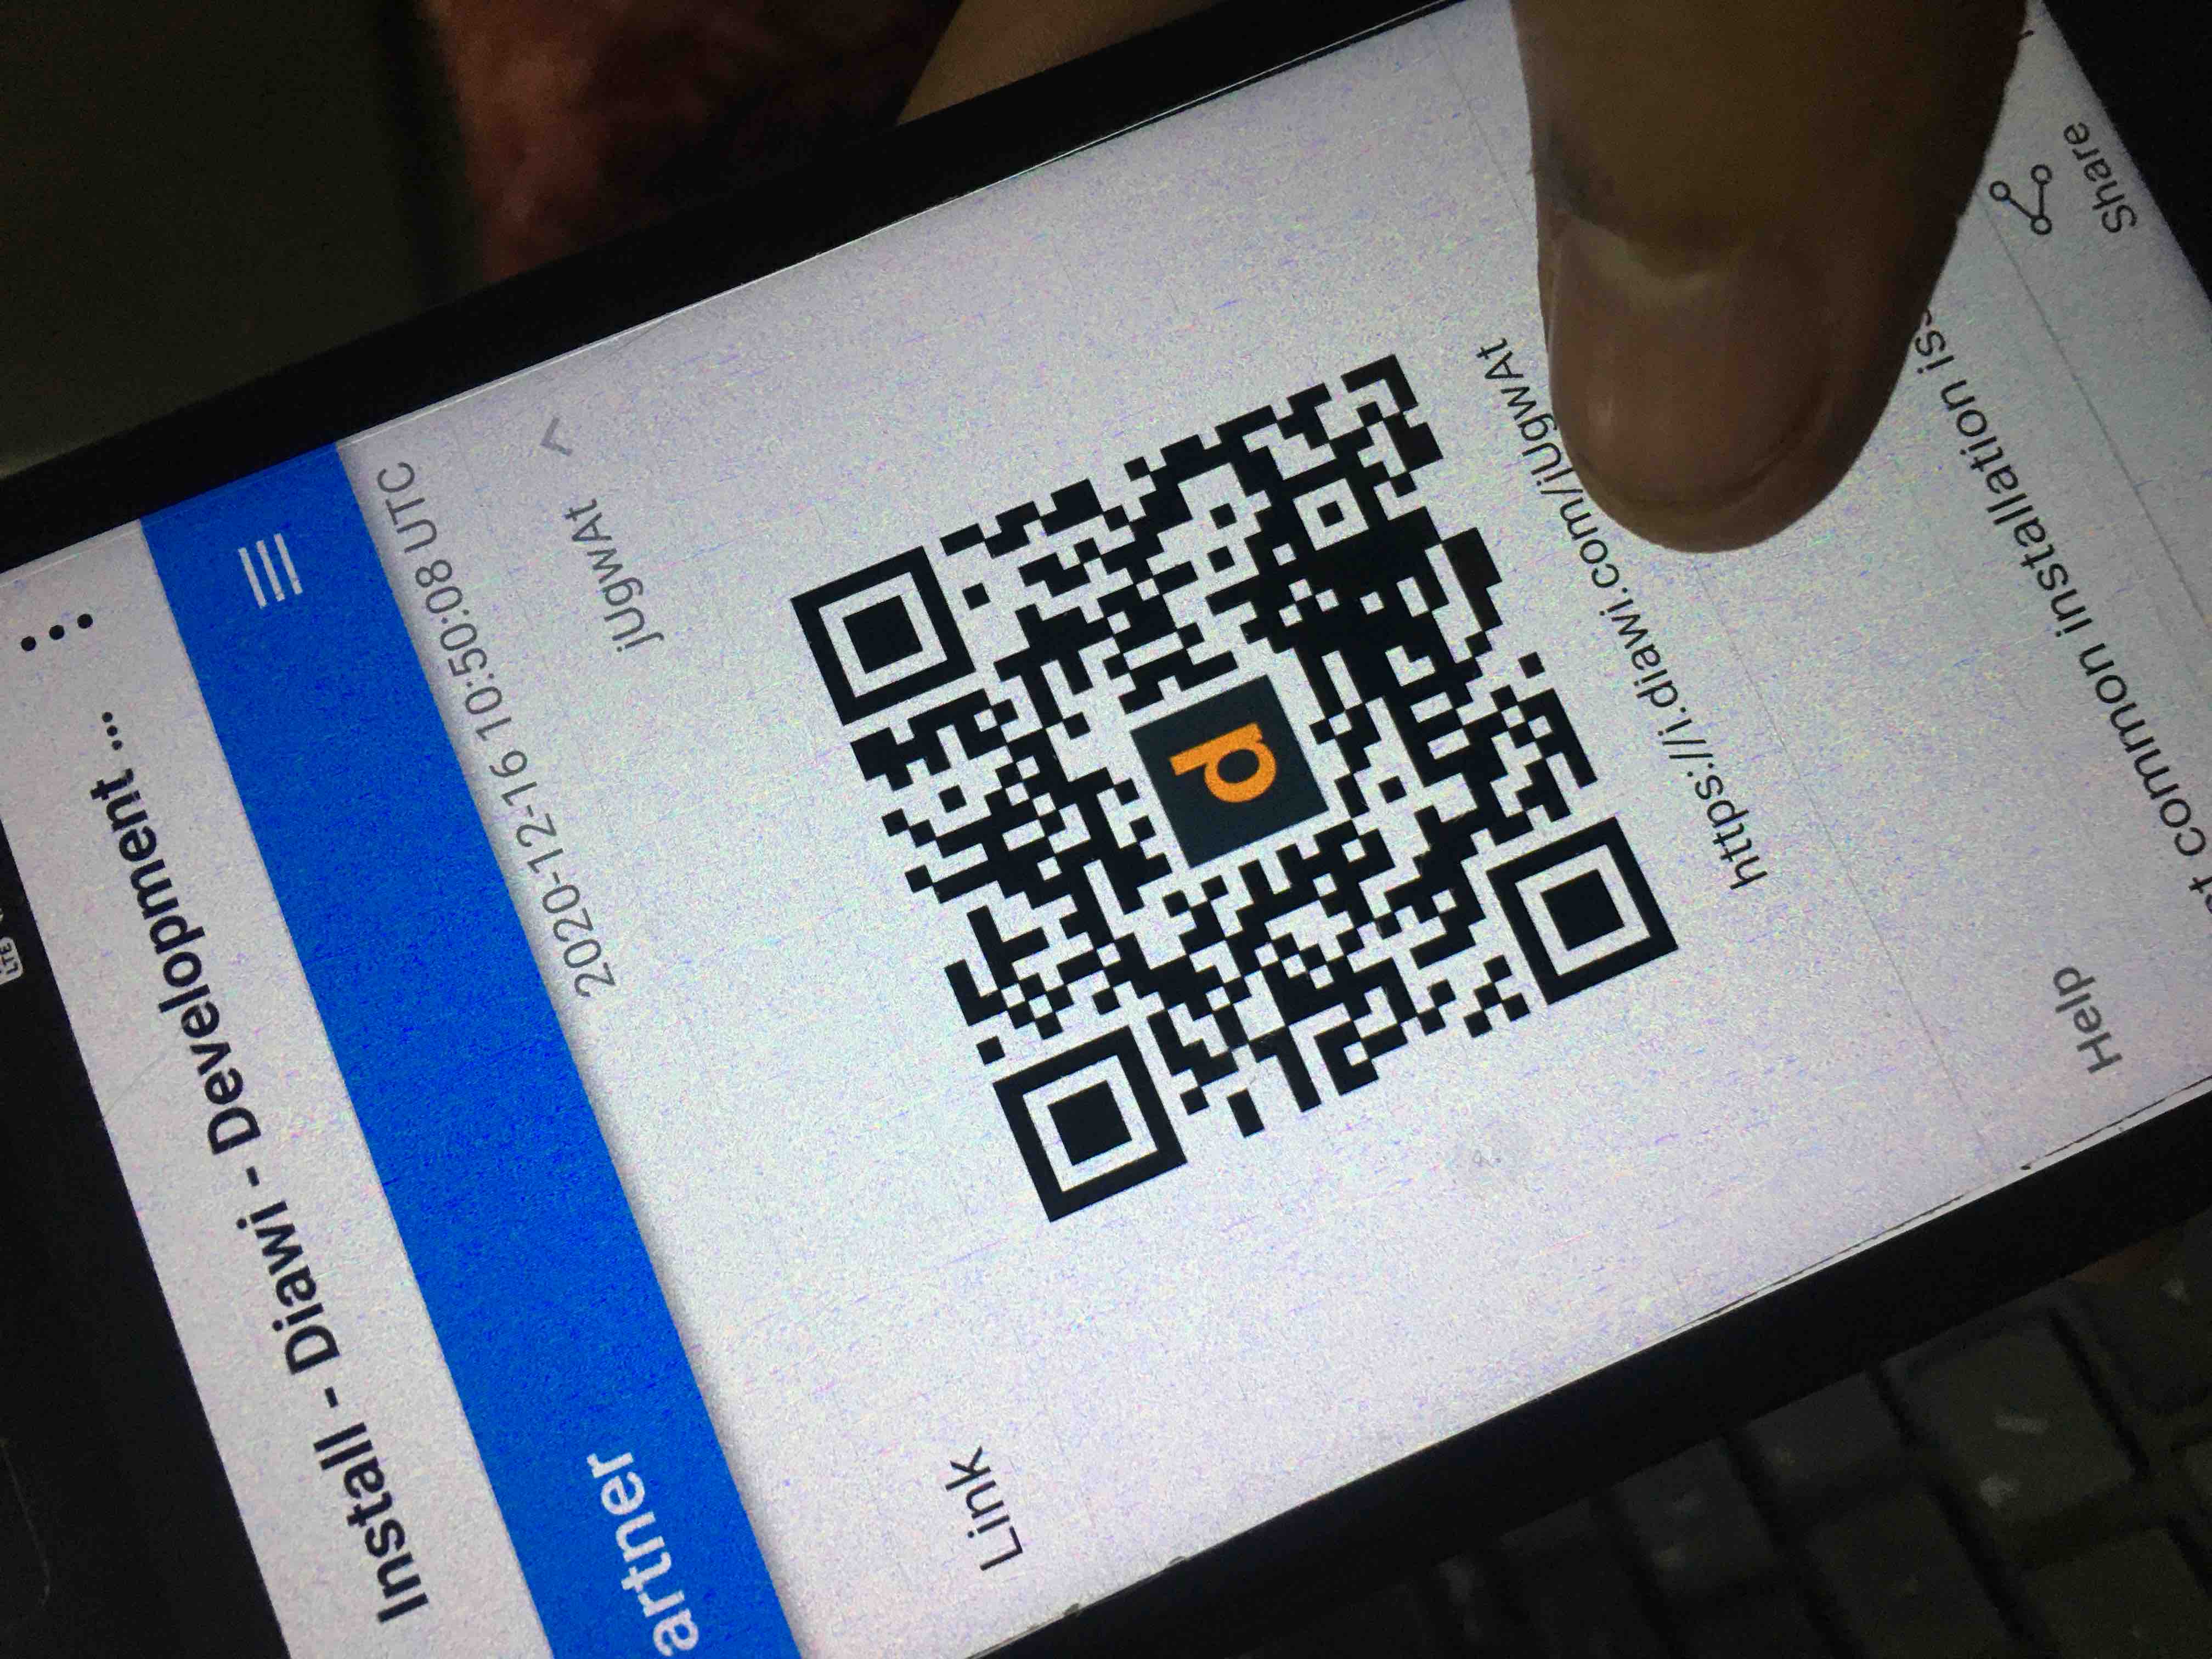 LTE
Install - Diawi - Development ...
artner
2020-12-16 10:50:08 UTC
jUgwAt
Link
d
https://i.diawi.com/jUgwAt
Help
common installation
Share